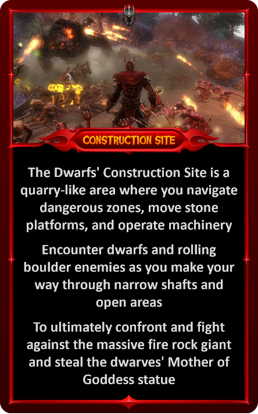 CONSTRUCTION SITE
The Dwarfs' Construction Site is a
quarry-like area where you navigate
dangerous zones, move stone
platforms, and operate machinery
Encounter dwarfs and rolling
boulder enemies as you make your
way through narrow shafts and
open areas
To ultimately confront and fight
against the massive fire rock giant
and steal the dwarves' Mother of
Goddess statue